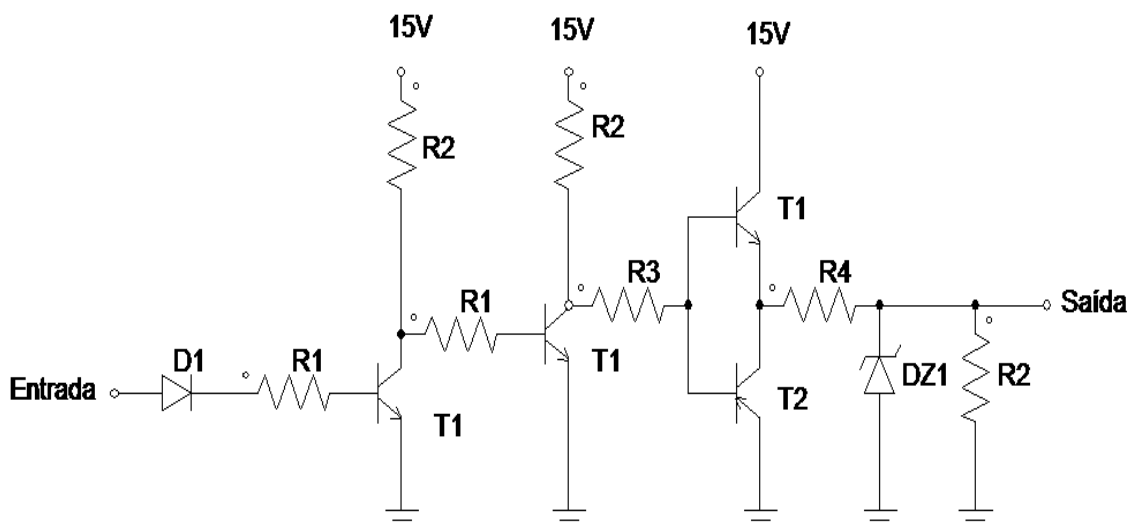 15V
15V
15V
R2
R2
T1
R3
R4
Saída
R1
D1
R1
T1
DZ1
R2
Entrada
T2
T1